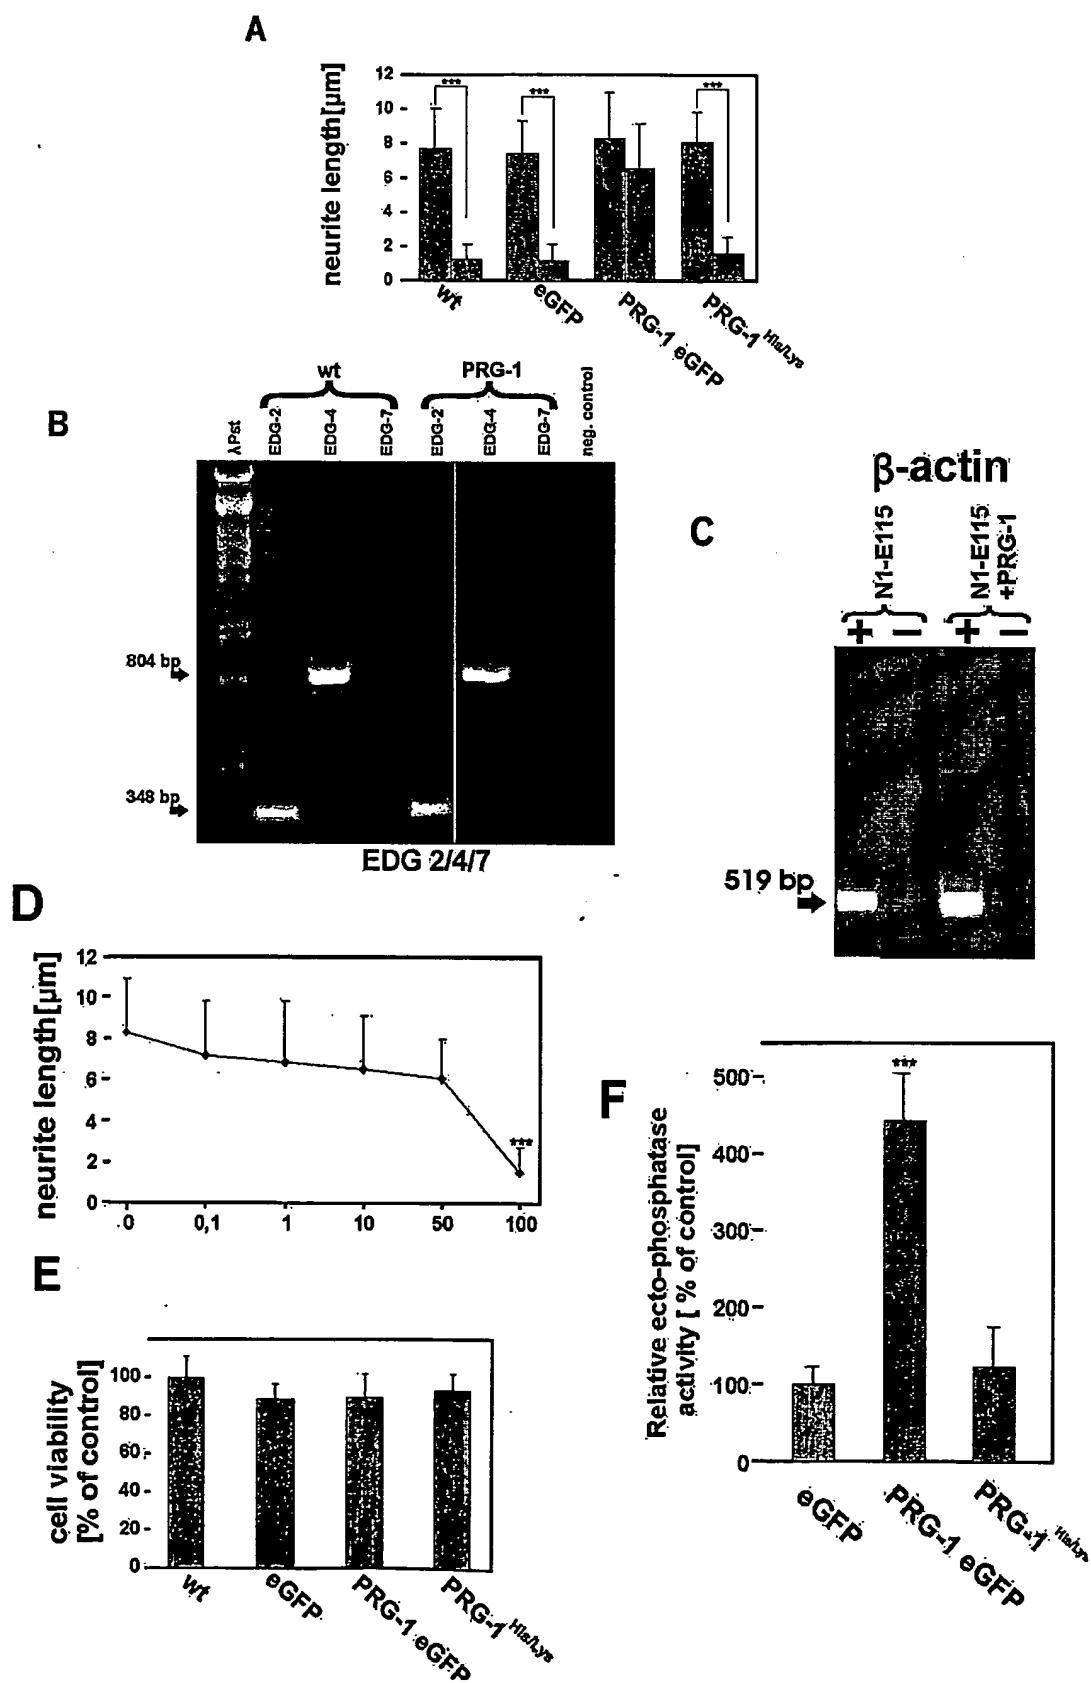 A
neurite length[µm]
12
10
8
6
4
2
0
***
***
***
wt
eGFP
PRG-1 eGFP
PRG-1 His/Lys
B
wt
PRG-1
λPst
EDG-2
EDG-4
EDG-7
EDG-2
EDG-4
EDG-7
neg. control
804 bp
348 bp
EDG 2/4/7
C
β-actin
N1-E115
N1-E115
+PRG-1
+ − + −
519 bp
D
neurite length[µm]
12
10
8
6
4
2
0
***
0 0,1 1 10 50 100
E
cell viability
[% of control]
100
80
60
40
20
0
wt
eGFP
PRG-1 eGFP
PRG-1 His/Lys
F
Relative ecto-phosphatase
activity [ % of control]
500
400
300
200
100
0
***
eGFP
PRG-1 eGFP
PRG-1 His/Lys